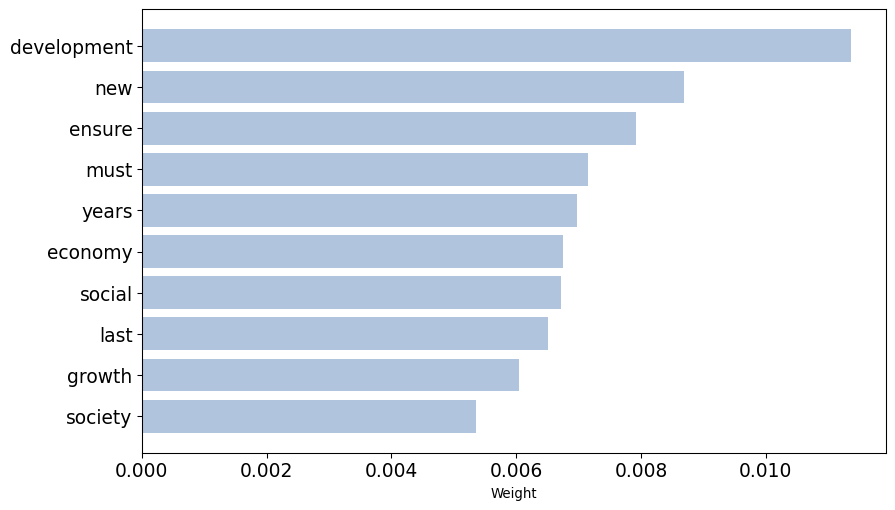 development
new
ensure
must
years
economy
social
last
growth
society
0.000 0.002 0.004 0.006 0.008 0.010
Weight